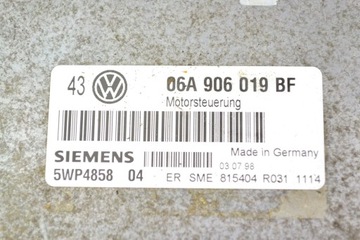 43 06A 906 019 BF
Motorsteuerung
SIEMENS
Made in Germany
03.07.98
5WP4858 04 ER SME 815404 R031 1114